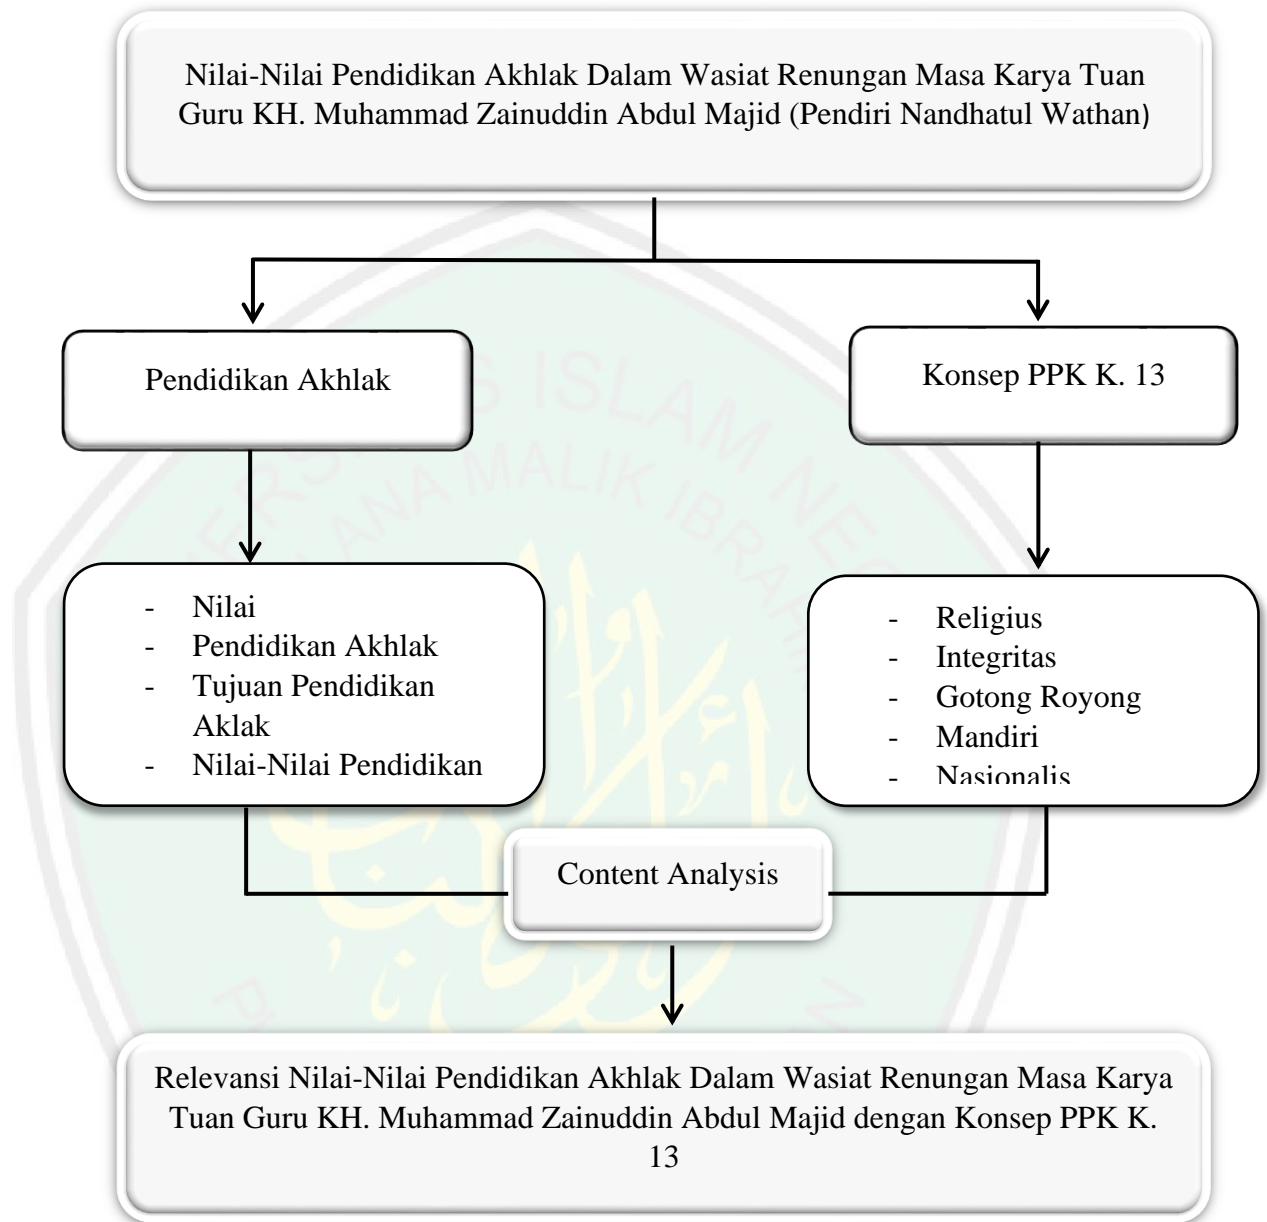 Nilai-Nilai Pendidikan Akhlak Dalam Wasiat Renungan Masa Karya Tuan
Guru KH. Muhammad Zainuddin Abdul Majid (Pendiri Nandhatul Wathan)
Pendidikan Akhlak
Konsep PPK K. 13
- Nilai
- Pendidikan Akhlak
- Tujuan Pendidikan
Aklak
- Nilai-Nilai Pendidikan
- Religius
- Integritas
- Gotong Royong
- Mandiri
- Nasionalis
Content Analysis
Relevansi Nilai-Nilai Pendidikan Akhlak Dalam Wasiat Renungan Masa Karya
Tuan Guru KH. Muhammad Zainuddin Abdul Majid dengan Konsep PPK K.
13